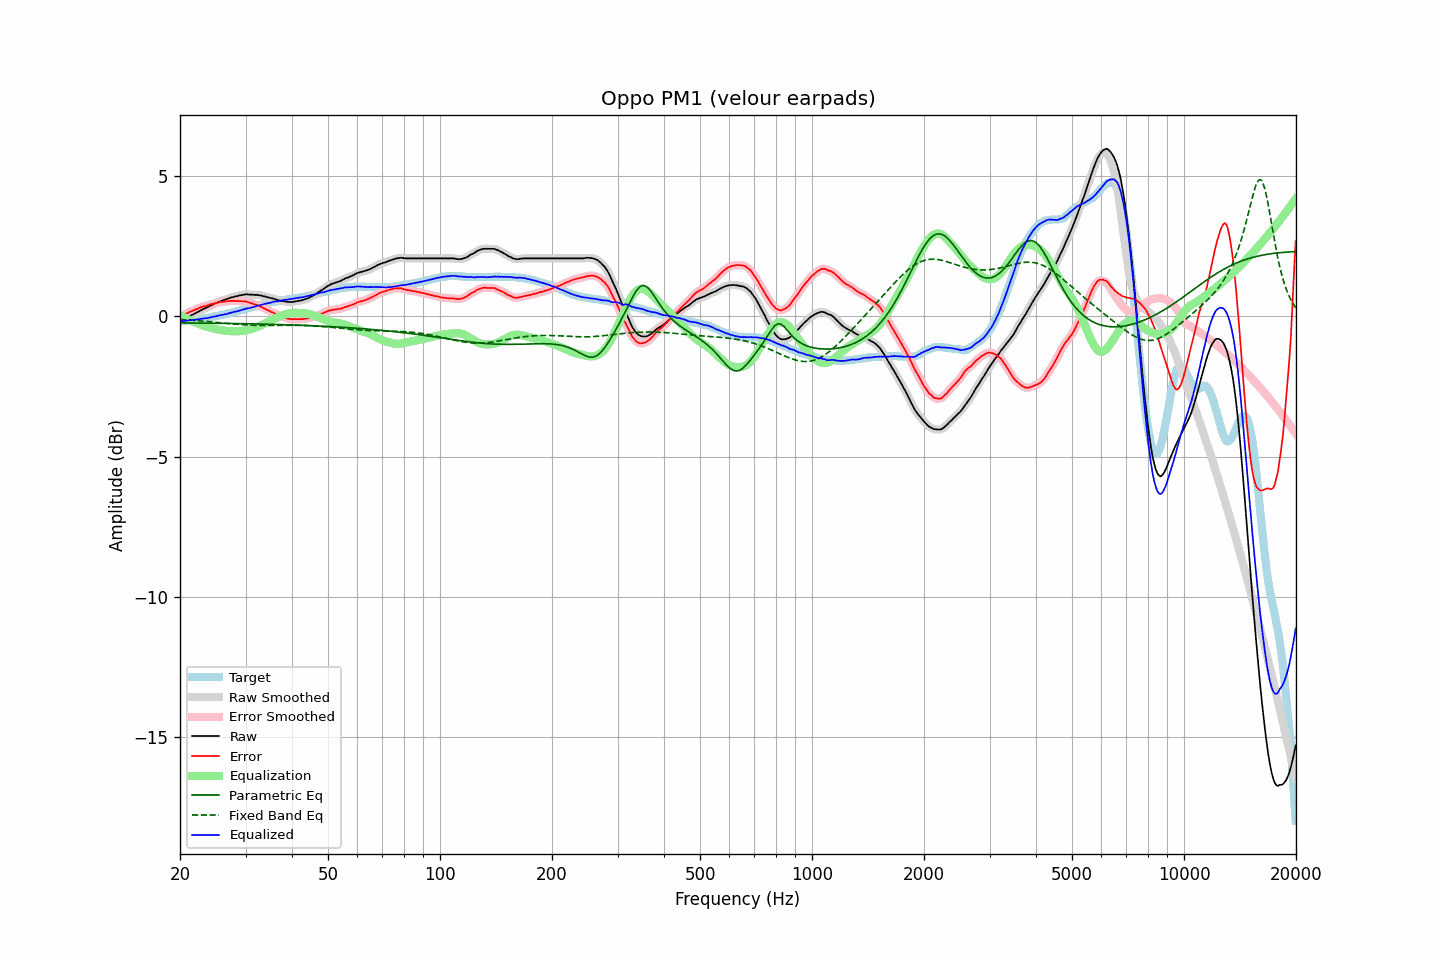 Oppo PM1 (velour earpads)
Amplitude (dBr)
5
0
−5
−10
−15
Target
Raw Smoothed
Error Smoothed
Raw
Error
Equalization
Parametric Eq
Fixed Band Eq
Equalized
20 50 100 200 500 1000 2000 5000 10000 20000
Frequency (Hz)